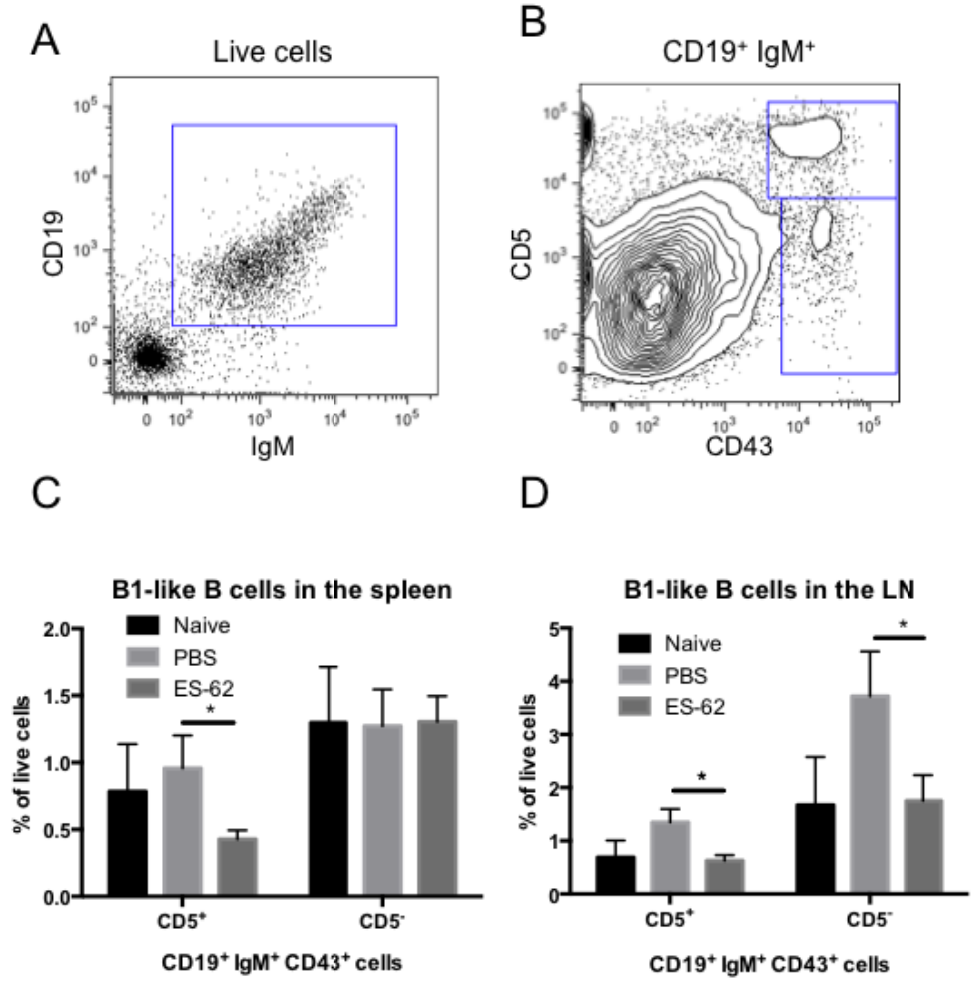 A
Live cells
10⁵
10⁴
10³
10²
0
CD19
0 10² 10³ 10⁴ 10⁵
IgM
B
CD19⁺ IgM⁺
10⁵
10⁴
10³
10²
0
CD5
0 10² 10³ 10⁴ 10⁵
CD43
C
B1-like B cells in the spleen
Naive
PBS
ES-62
*
2.0
1.5
1.0
0.5
0.0
% of live cells
CD5⁺ CD5⁻
CD19⁺ IgM⁺ CD43⁺ cells
D
B1-like B cells in the LN
Naive
PBS
ES-62
*
*
5
4
3
2
1
0
% of live cells
CD5⁺ CD5⁻
CD19⁺ IgM⁺ CD43⁺ cells